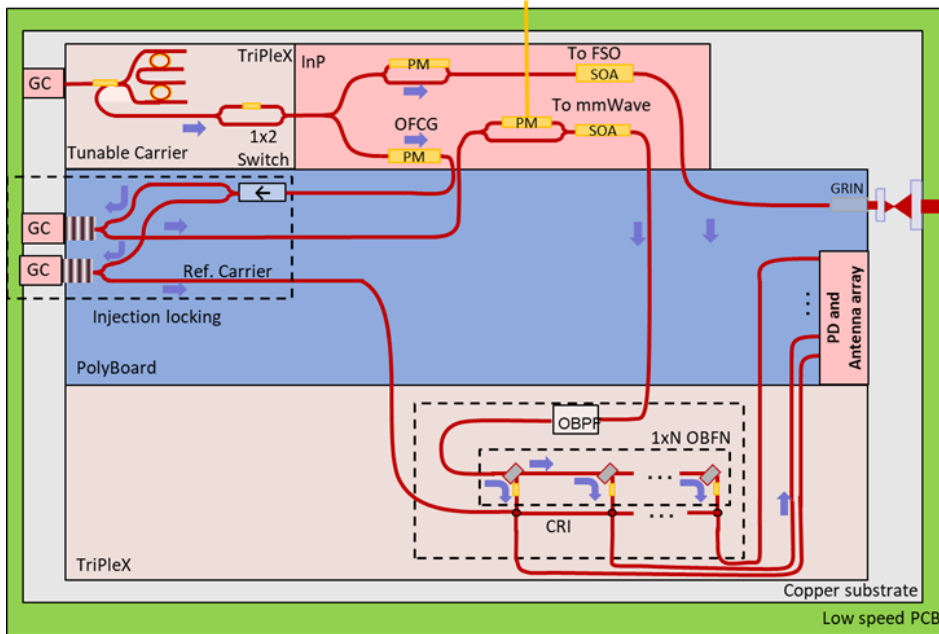 TriPleX
InP
To FSO
GC
PM
SOA
To mmWave
OFCG
PM
SOA
1x2
Switch
PM
Tunable Carrier
GRIN
GC
GC
Ref. Carrier
Injection locking
PD and
Antenna array
PolyBoard
OBPF
1xN OBFN
CRI
TriPleX
Copper substrate
Low speed PCB